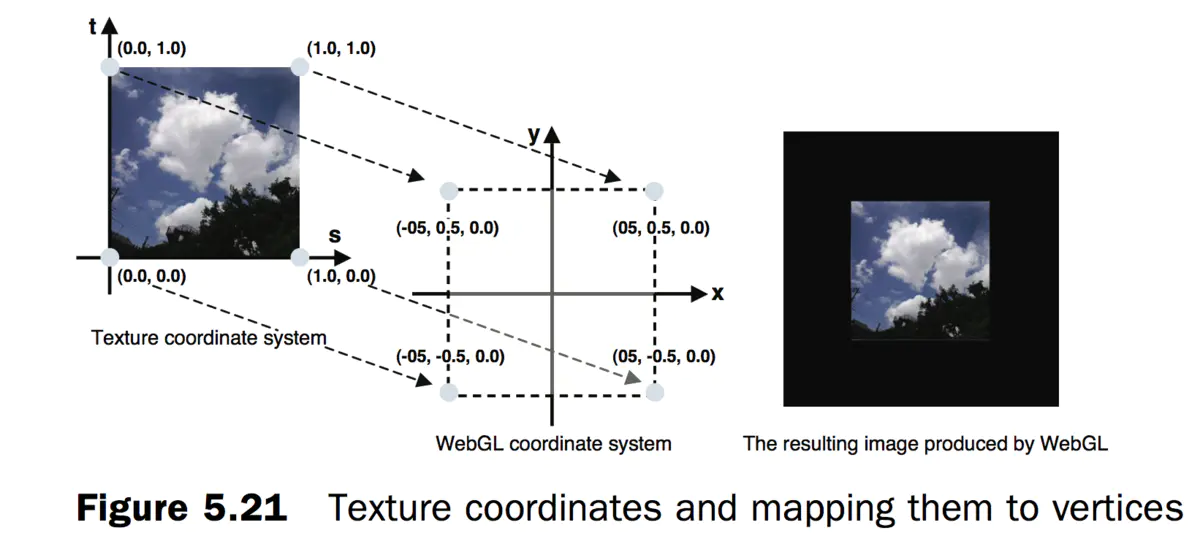 t
(0.0, 1.0)
(1.0, 1.0)
y
(-05, 0.5, 0.0)
(05, 0.5, 0.0)
s
(0.0, 0.0)
(1.0, 0.0)
x
Texture coordinate system
(-05, -0.5, 0.0)
(05, -0.5, 0.0)
WebGL coordinate system
The resulting image produced by WebGL
Figure 5.21 Texture coordinates and mapping them to vertices